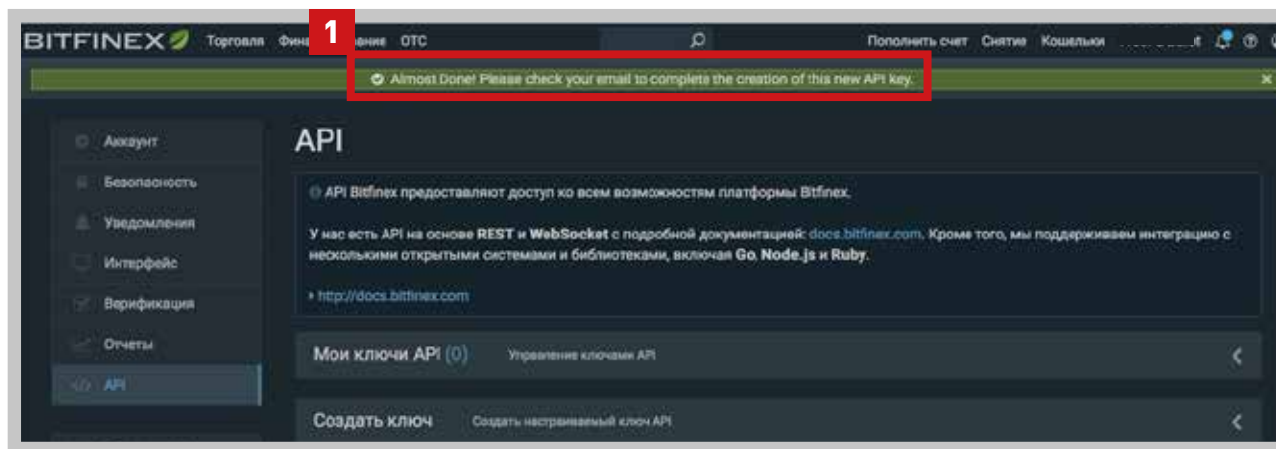 1
BITFINEX Торговля ОТС Пополнить счет Снятие Кошельки
Almost Done! Please check your email to complete the creation of this new API key.
API
Аккаунт
Безопасность
Уведомления
Интерфейс
Верификация
Отчеты
API
API Bitfinex предоставляют доступ ко всем возможностям платформы Bitfinex.
У нас есть API на основе REST и WebSocket с подробной документацией: docs.bitfinex.com. Кроме того, мы поддерживаем интеграцию с
несколькими открытыми системами и библиотеками, включая Go, Node.js и Ruby.
http://docs.bitfinex.com
Мои ключи API (0) Управление ключами API
Создать ключ Создать настраиваемый ключ API